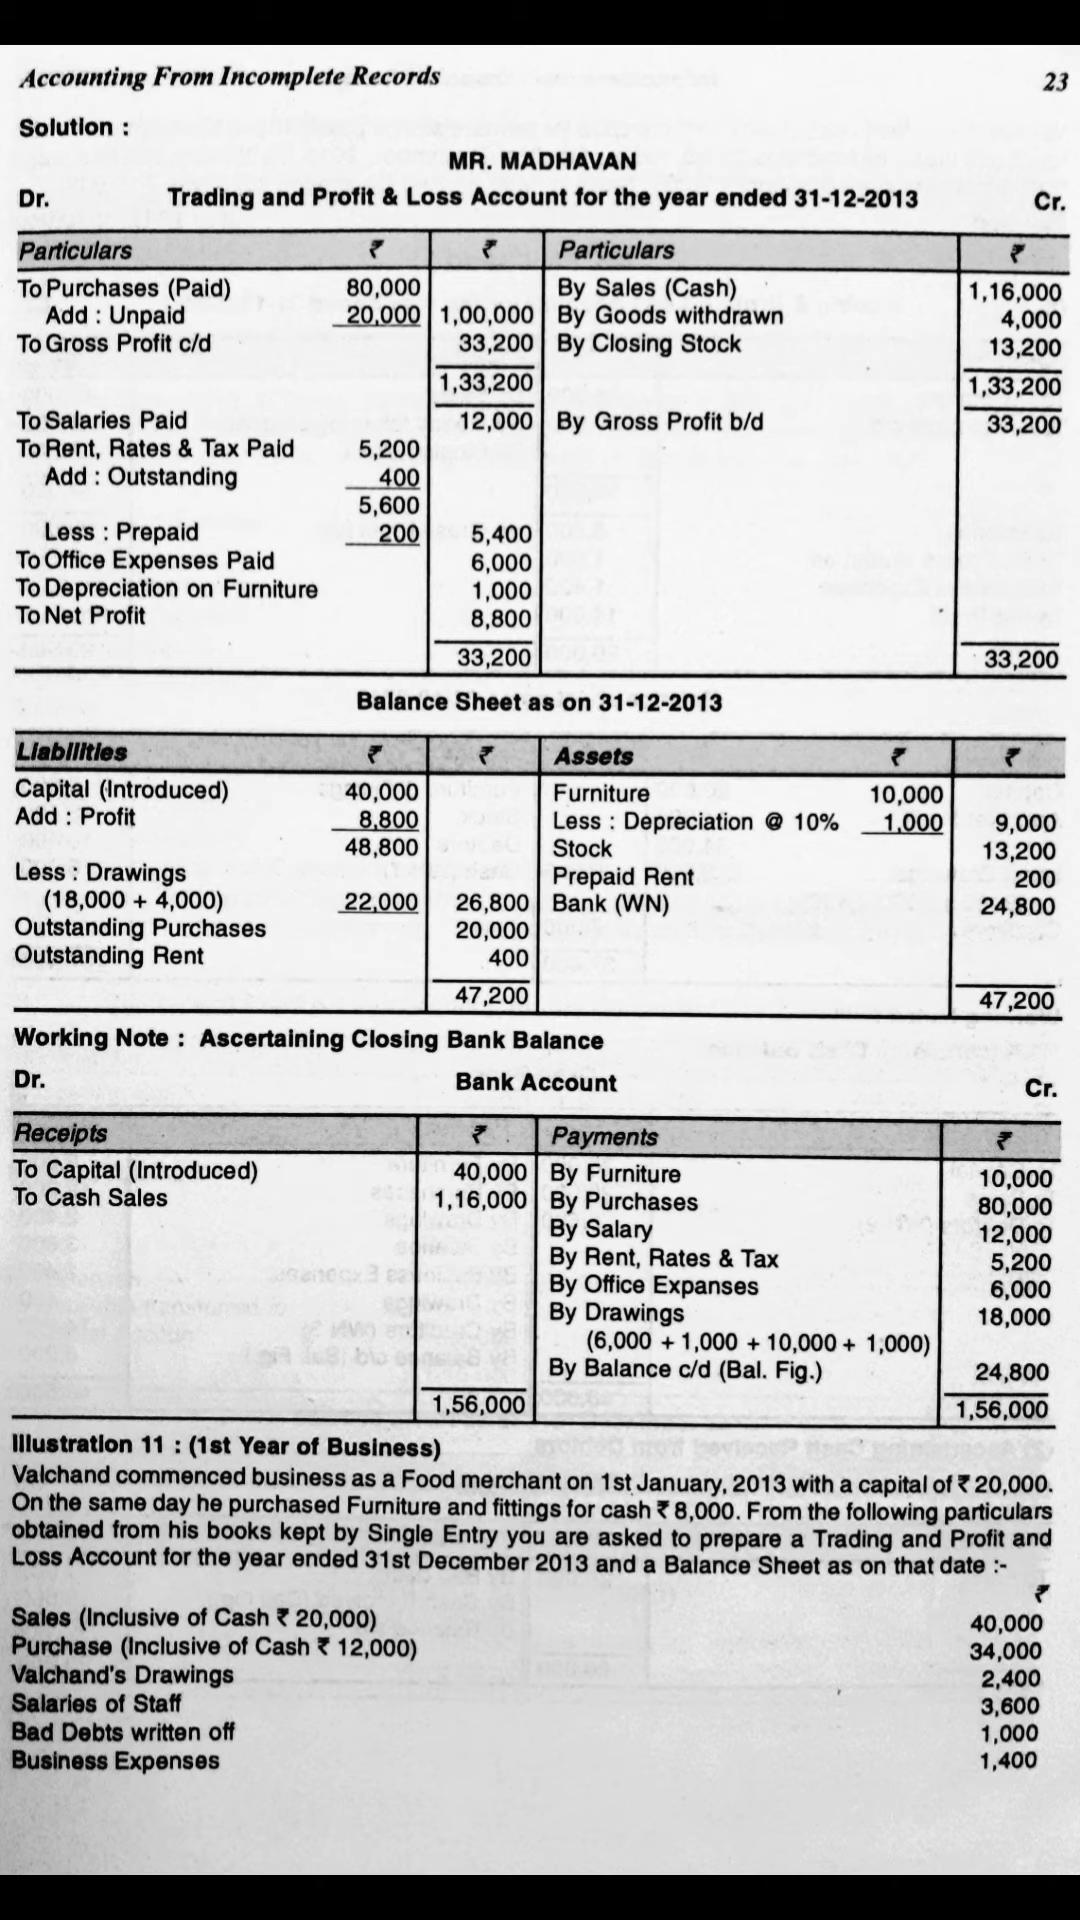 Accounting From Incomplete Records 23
Solution :
MR. MADHAVAN
Dr. Trading and Profit & Loss Account for the year ended 31-12-2013 Cr.
Particulars ₹ ₹ Particulars ₹
To Purchases (Paid) 80,000 By Sales (Cash) 1,16,000
Add : Unpaid 20,000 1,00,000 By Goods withdrawn 4,000
To Gross Profit c/d 33,200 By Closing Stock 13,200
1,33,200 1,33,200
To Salaries Paid 12,000 By Gross Profit b/d 33,200
To Rent, Rates & Tax Paid 5,200
Add : Outstanding 400
5,600
Less : Prepaid 200 5,400
To Office Expenses Paid 6,000
To Depreciation on Furniture 1,000
To Net Profit 8,800
33,200 33,200
Balance Sheet as on 31-12-2013
Liabilities ₹ ₹ Assets ₹ ₹
Capital (Introduced) 40,000 Furniture 10,000
Add : Profit 8,800 Less : Depreciation @ 10% 1,000 9,000
48,800 Stock 13,200
Less : Drawings Prepaid Rent 200
(18,000 + 4,000) 22,000 26,800 Bank (WN) 24,800
Outstanding Purchases 20,000
Outstanding Rent 400
47,200 47,200
Working Note : Ascertaining Closing Bank Balance
Dr. Bank Account Cr.
Receipts ₹ Payments ₹
To Capital (Introduced) 40,000 By Furniture 10,000
To Cash Sales 1,16,000 By Purchases 80,000
By Salary 12,000
By Rent, Rates & Tax 5,200
By Office Expanses 6,000
By Drawings 18,000
(6,000 + 1,000 + 10,000 + 1,000)
By Balance c/d (Bal. Fig.) 24,800
1,56,000 1,56,000
Illustration 11 : (1st Year of Business)
Valchand commenced business as a Food merchant on 1st January, 2013 with a capital of ₹ 20,000.
On the same day he purchased Furniture and fittings for cash ₹ 8,000. From the following particulars
obtained from his books kept by Single Entry you are asked to prepare a Trading and Profit and
Loss Account for the year ended 31st December 2013 and a Balance Sheet as on that date :-
₹
Sales (Inclusive of Cash ₹ 20,000) 40,000
Purchase (Inclusive of Cash ₹ 12,000) 34,000
Valchand's Drawings 2,400
Salaries of Staff 3,600
Bad Debts written off 1,000
Business Expenses 1,400